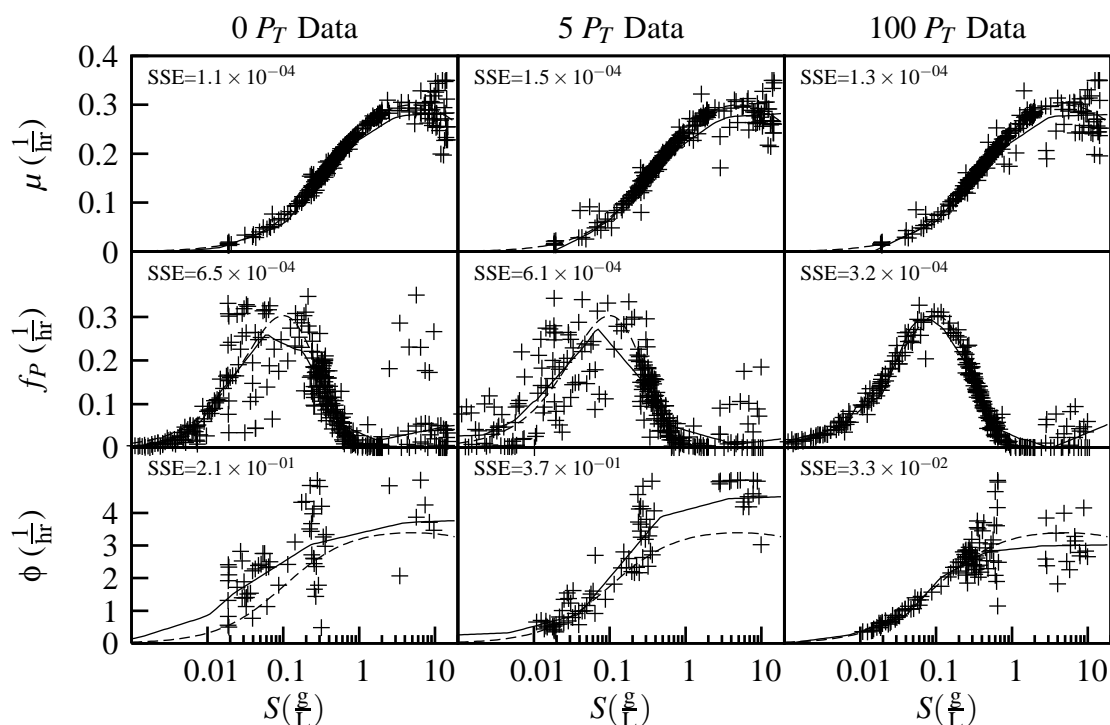 0 P_T Data 5 P_T Data 100 P_T Data
0.4
SSE=1.1 × 10^−04 SSE=1.5 × 10^−04 SSE=1.3 × 10^−04
0.3
μ (1/hr)
0.2
0.1
0
SSE=6.5 × 10^−04 SSE=6.1 × 10^−04 SSE=3.2 × 10^−04
0.3
f_P (1/hr)
0.2
0.1
0
SSE=2.1 × 10^−01 SSE=3.7 × 10^−01 SSE=3.3 × 10^−02
4
3
ϕ (1/hr)
2
1
0
0.01 0.1 1 10 0.01 0.1 1 10 0.01 0.1 1 10
S(g/L) S(g/L) S(g/L)